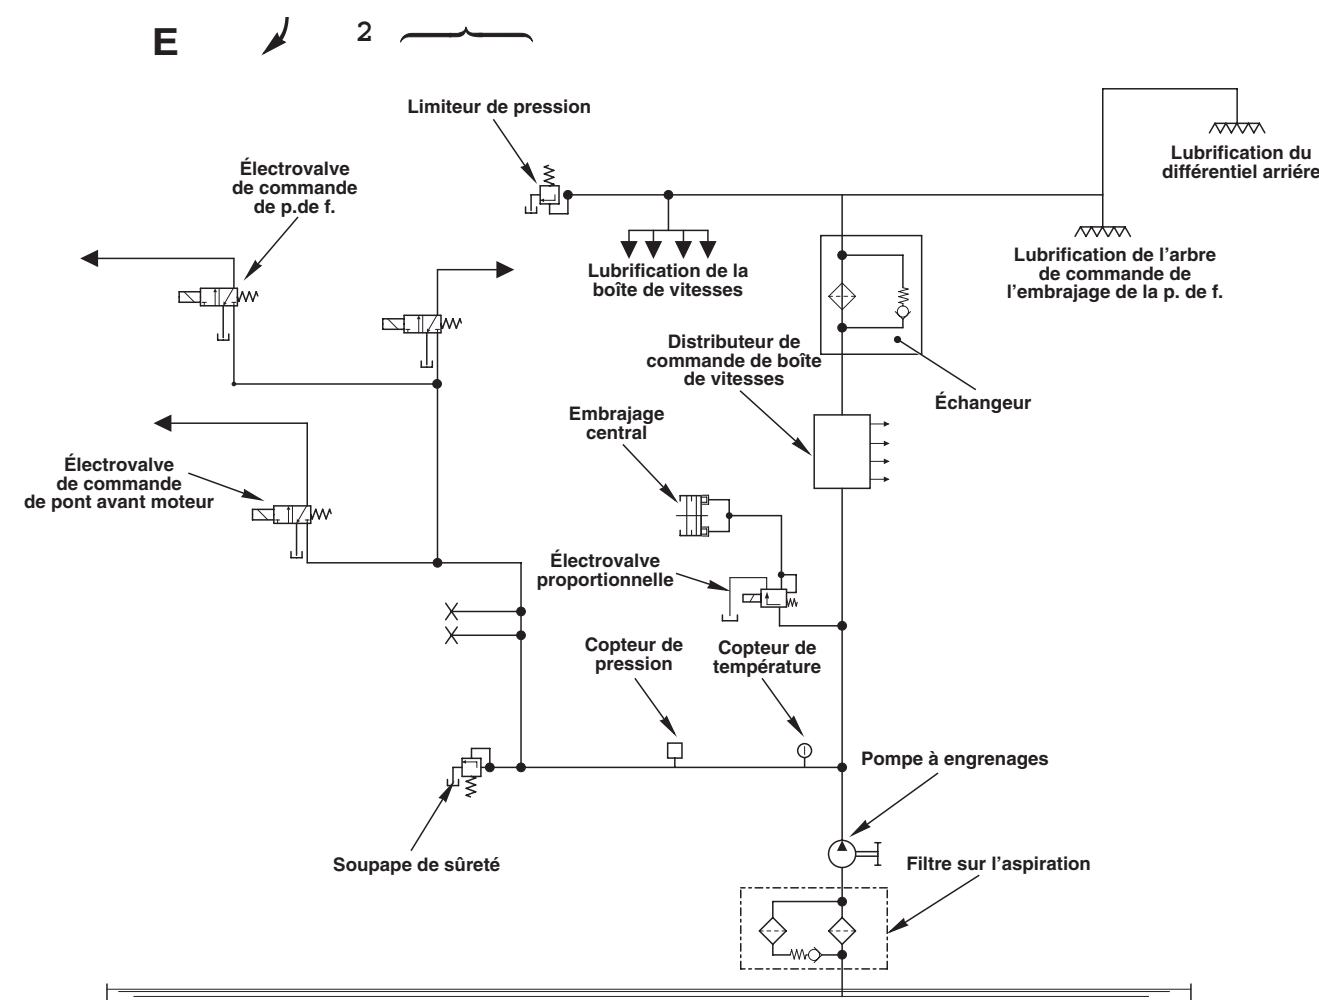 E
2
Limiteur de pression
Électrovalve
de commande
de p.de f.
Lubrification du
différentiel arriére
Lubrification de la
boîte de vitesses
Lubrification de l'arbre
de commande de
l'embrajage de la p. de f.
Distributeur de
commande de boîte
de vitesses
Échangeur
Embrajage
central
Électrovalve
de commande
de pont avant moteur
Électrovalve
proportionnelle
Copteur de
pression
Copteur de
température
Pompe à engrenages
Soupape de sûreté
Filtre sur l'aspiration